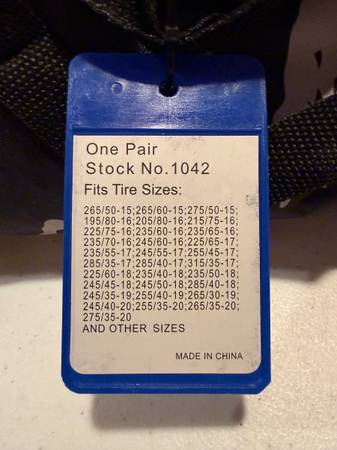 One Pair
Stock No.1042
Fits Tire Sizes:
265/50-15;265/60-15;275/50-15;
195/80-16;205/80-16;215/75-16;
225/75-16;235/60-16;235/65-16;
235/70-16;245/60-16;225/65-17;
235/55-17;245/55-17;255/45-17;
285/35-17;285/40-17;315/35-17;
225/60-18;235/40-18;235/50-18;
245/45-18;245/50-18;285/40-18;
245/35-19;255/40-19;265/30-19;
245/40-20;255/35-20;265/35-20;
275/35-20
AND OTHER SIZES
MADE IN CHINA